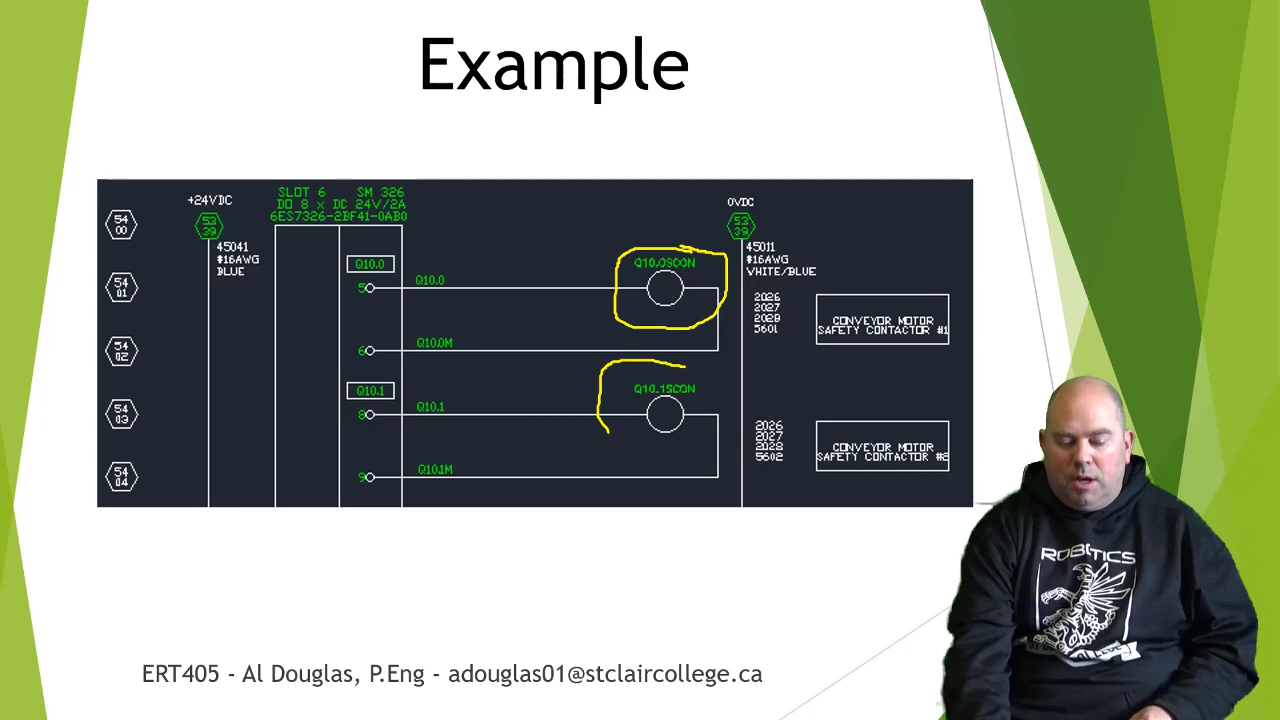 Example
+24VDC
SLOT 6 SM 326
DO 8 x DC 24V/2A
6ES7326-2BF41-0AB0
0VDC
54
00
53
39
53
39
45041
#16AWG
BLUE
45011
#16AWG
WHITE/BLUE
Q10.0
Q10.0SCON
54
01
5
Q10.0
2026
2027
2028
5601
CONVEYOR MOTOR
SAFETY CONTACTOR #1
54
02
6
Q10.0M
Q10.1
Q10.1SCON
54
03
8
Q10.1
2026
2027
2028
5602
CONVEYOR MOTOR
SAFETY CONTACTOR #2
54
04
9
Q10.1M
ROBOTICS
ERT405 - Al Douglas, P.Eng - adouglas01@stclaircollege.ca